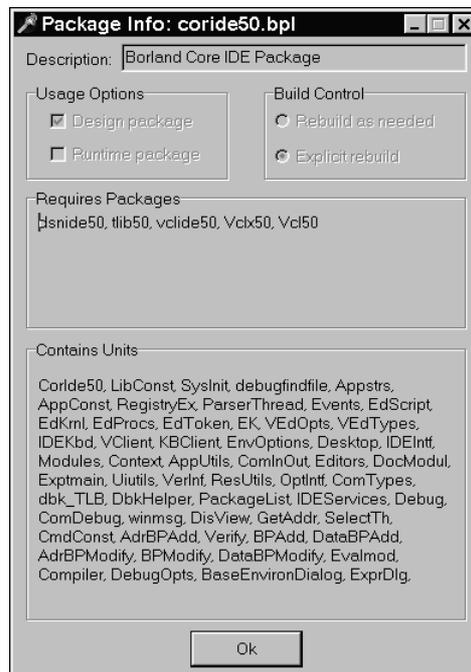 Package Info: coride50.bpl
Description: Borland Core IDE Package
Usage Options
Design package
Runtime package
Build Control
Rebuild as needed
Explicit rebuild
Requires Packages
dsnide50, tlib50, vclide50, Vclx50, Vcl50
Contains Units
CorIde50, LibConst, SysInit, debugfindfile, Appstrs,
AppConst, RegistryEx, ParserThread, Events, EdScript,
EdKml, EdProcs, EdToken, EK, VEdOpts, VEdTypes,
IDEKbd, VClient, KBClient, EnvOptions, Desktop, IDEIntf,
Modules, Context, AppUtils, ComInOut, Editors, DocModul,
Exptmain, Uiutils, VerInf, ResUtils, OptIntf, ComTypes,
dbk_TLB, DbkHelper, PackageList, IDEServices, Debug,
ComDebug, winmsg, DisView, GetAddr, SelectTh,
CmdConst, AdrBPAdd, Verify, BPAdd, DataBPAdd,
AdrBPModify, BPModify, DataBPModify, Evalmod,
Compiler, DebugOpts, BaseEnvironDialog, ExprDlg,
Ok